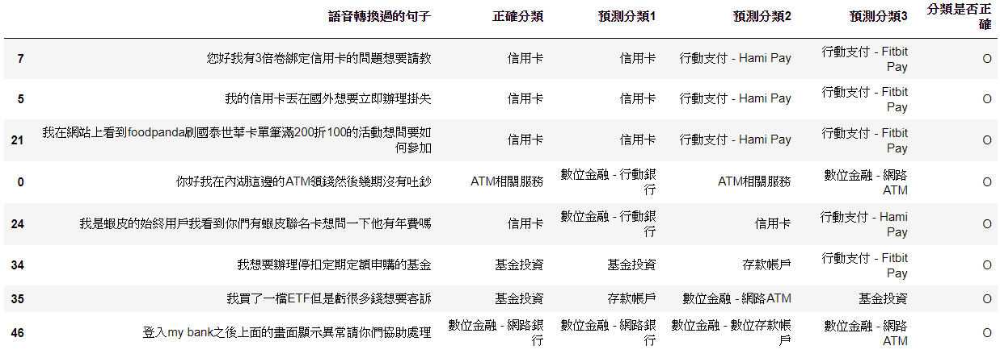 語音轉換過的句子 正確分類 預測分類1 預測分類2 預測分類3 分類是否正
確
7 您好我有3倍卷綁定信用卡的問題想要請教 信用卡 信用卡 行動支付 - Hami Pay 行動支付 - Fitbit
Pay O
5 我的信用卡丟在國外想要立即辦理掛失 信用卡 信用卡 行動支付 - Hami Pay 行動支付 - Fitbit
Pay O
21 我在網站上看到foodpanda刷國泰世華卡單筆滿200折100的活動想問要如
何參加 信用卡 信用卡 行動支付 - Hami Pay 行動支付 - Fitbit
Pay O
0 你好我在內湖這邊的ATM領錢然後幾期沒有吐鈔 ATM相關服務 數位金融 - 行動銀
行 ATM相關服務 數位金融 - 網路
ATM O
24 我是蝦皮的始終用戶我看到你們有蝦皮聯名卡想問一下他有年費嗎 信用卡 數位金融 - 行動銀
行 信用卡 行動支付 - Hami
Pay O
34 我想要辦理停扣定期定額申購的基金 基金投資 基金投資 存款帳戶 行動支付 - Fitbit
Pay O
35 我買了一檔ETF但是虧很多錢想要客訴 基金投資 存款帳戶 數位金融 - 網路ATM 基金投資 O
46 登入my bank之後上面的畫面顯示異常請你們協助處理 數位金融 - 網路銀
行 數位金融 - 網路銀
行 數位金融 - 數位存款帳
戶 數位金融 - 網路
ATM O